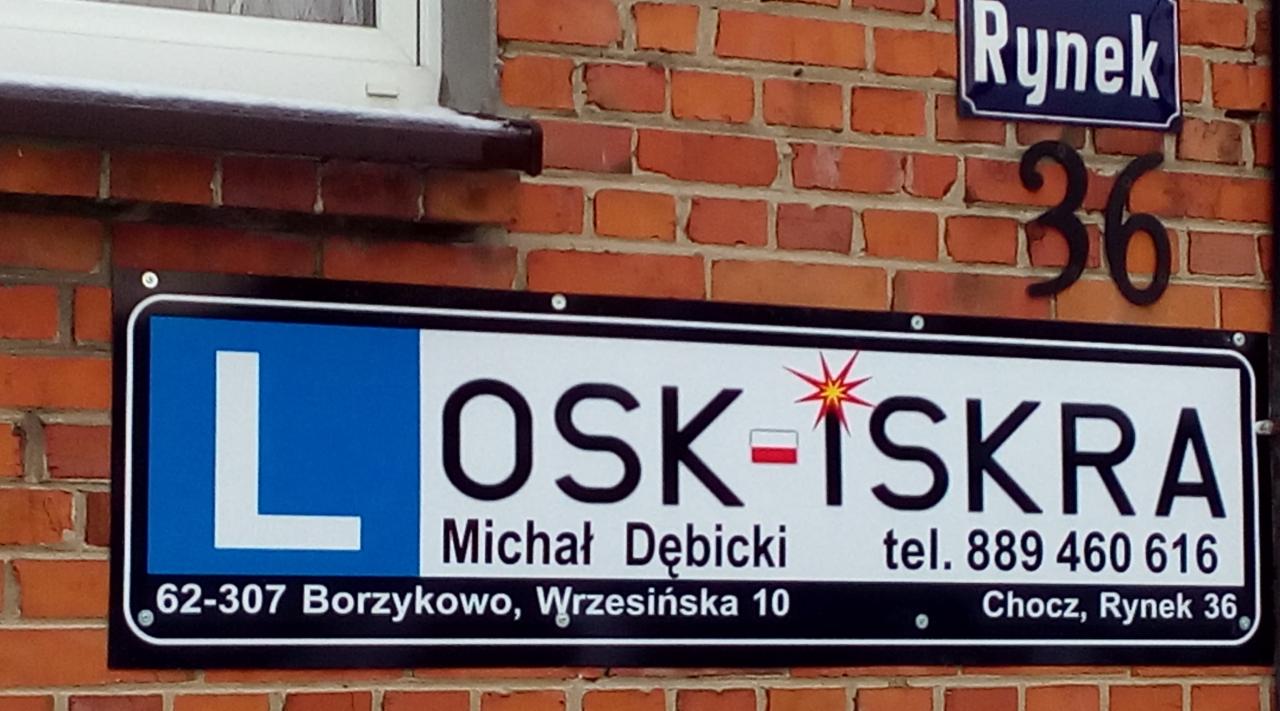 Rynek
36
L
OSK-iSKRA
Michał Dębicki tel. 889 460 616
62-307 Borzykowo, Wrzesińska 10 Chocz, Rynek 36